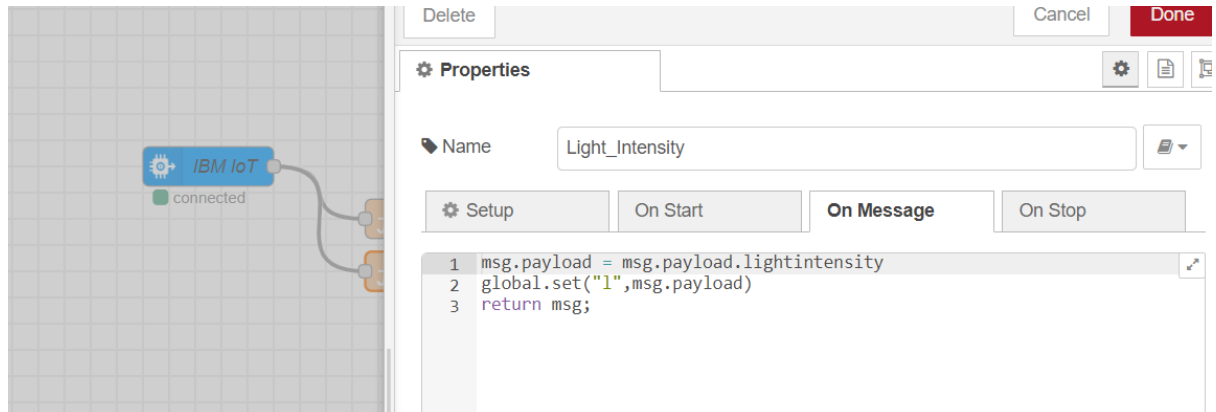 Delete
Cancel
Done
Properties
Name
Light_Intensity
Setup
On Start
On Message
On Stop
IBM IoT
connected
1 msg.payload = msg.payload.lightintensity
2 global.set("l",msg.payload)
3 return msg;